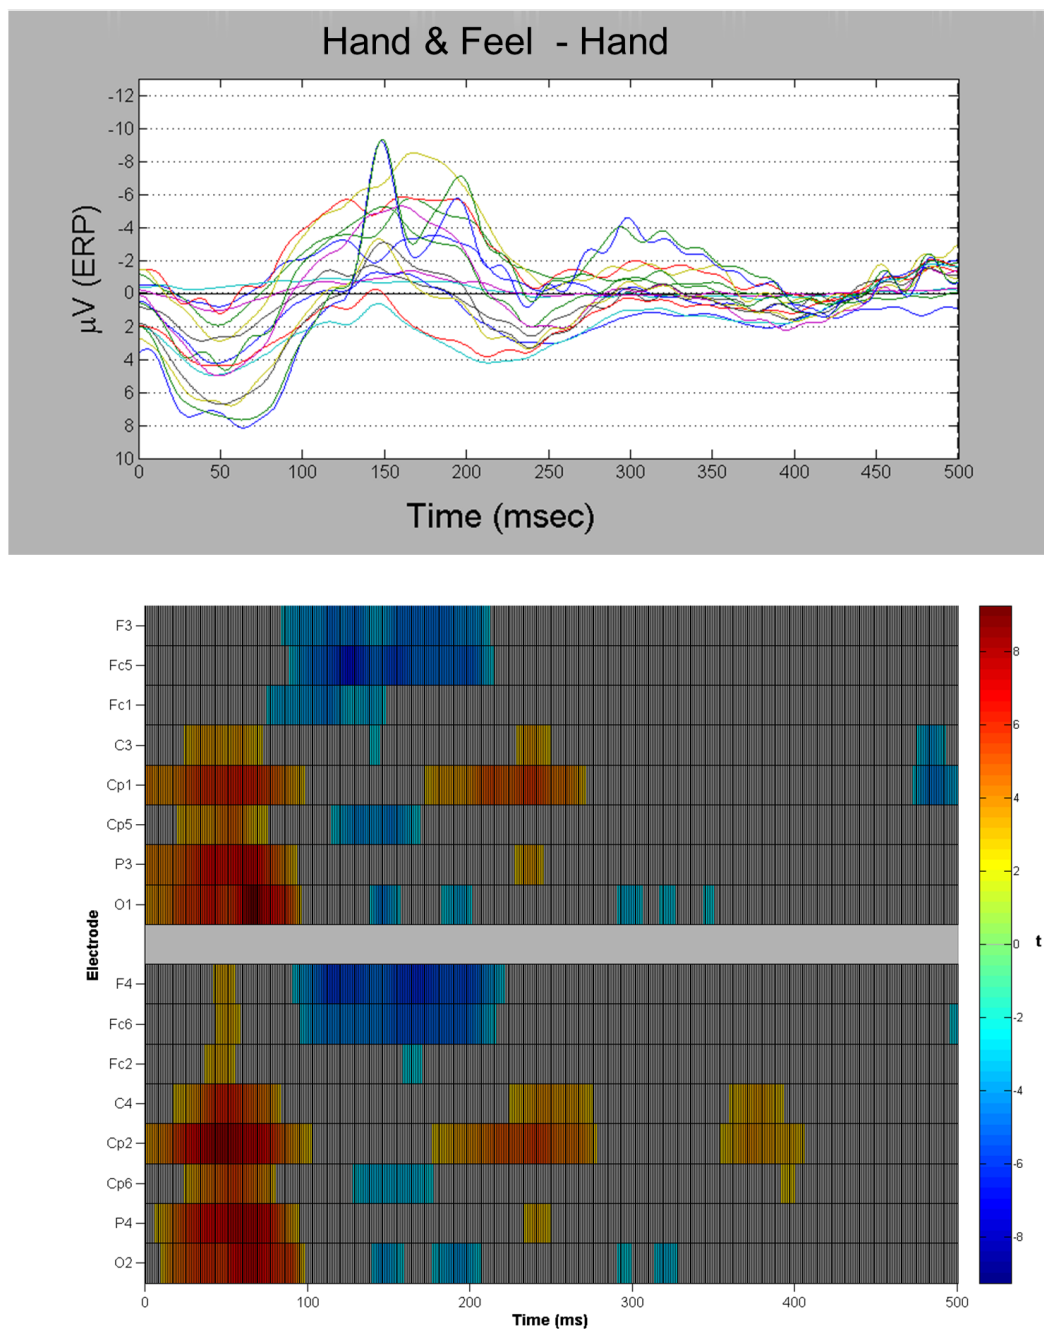 Hand & Feel  - Hand
-12
-10
-8
-6
-4
-2
0
2
4
6
8
10
µV (ERP)
0 50 100 150 200 250 300 350 400 450 500
Time (msec)
F3
Fc5
Fc1
C3
Cp1
Cp5
P3
O1
F4
Fc6
Fc2
C4
Cp2
Cp6
P4
O2
Electrode
0 100 200 300 400 500
Time (ms)
8
6
4
2
0
-2
-4
-6
-8
t